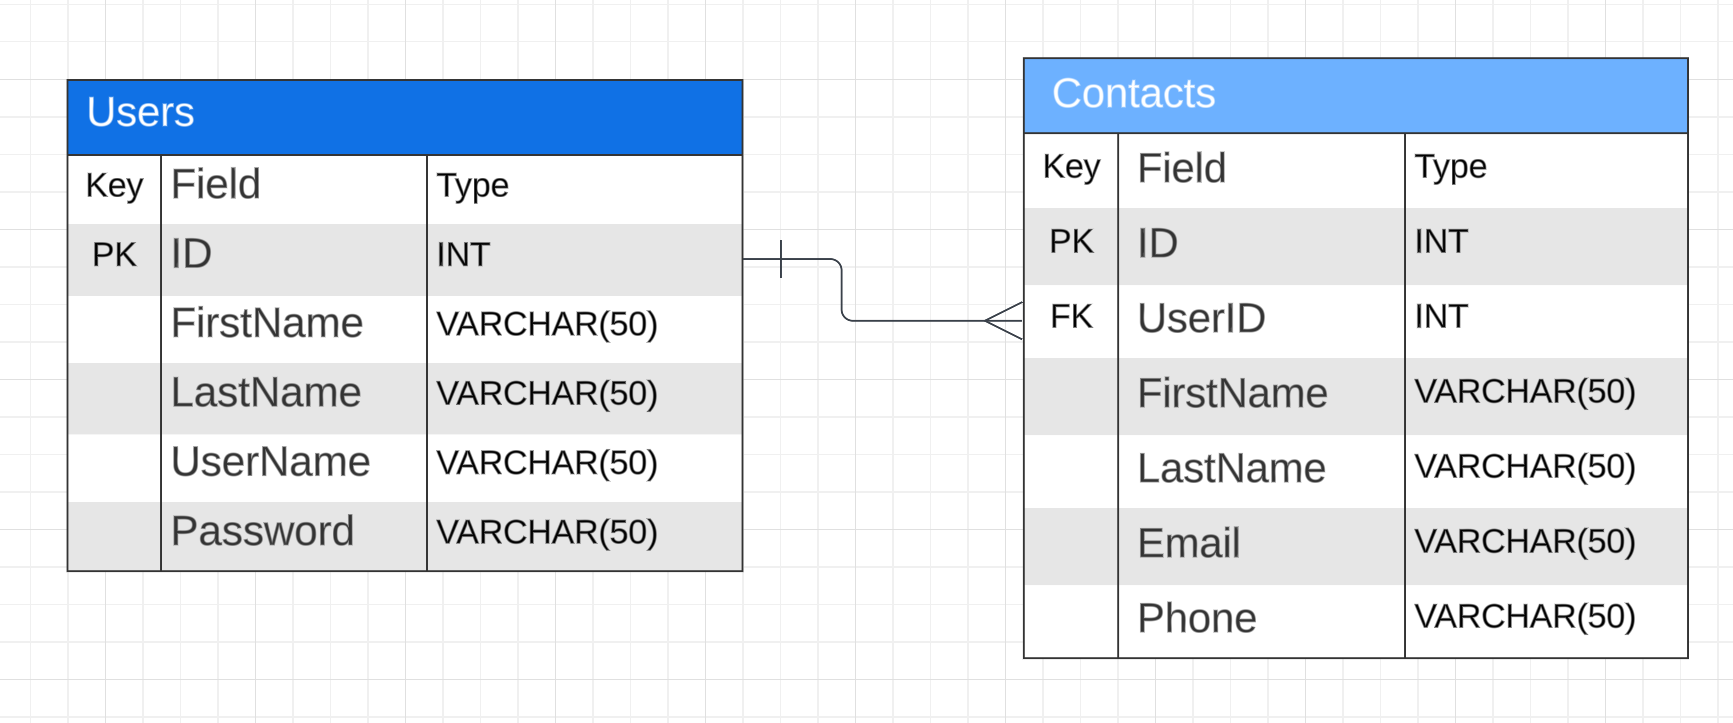 Users
Key Field Type
PK ID INT
FirstName VARCHAR(50)
LastName VARCHAR(50)
UserName VARCHAR(50)
Password VARCHAR(50)
Contacts
Key Field Type
PK ID INT
FK UserID INT
FirstName VARCHAR(50)
LastName VARCHAR(50)
Email VARCHAR(50)
Phone VARCHAR(50)